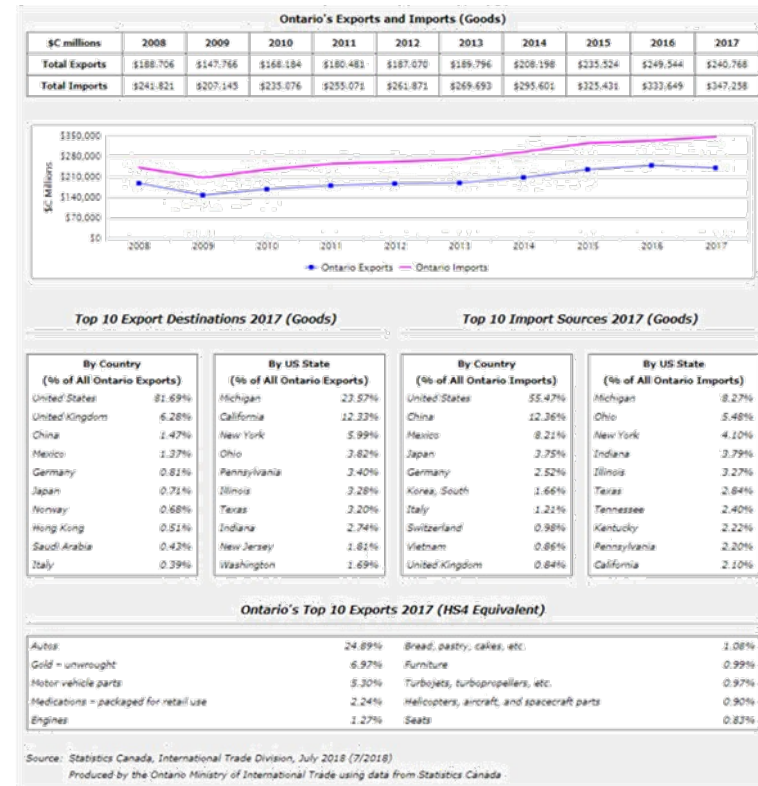 Ontario's Exports and Imports (Goods)
$C millions 2008 2009 2010 2011 2012 2013 2014 2015 2016 2017
Total Exports $188,706 $147,766 $168,184 $180,481 $187,070 $189,796 $208,198 $235,524 $249,544 $240,768
Total Imports $241,821 $207,145 $235,076 $255,071 $261,871 $269,693 $295,601 $325,431 $333,649 $347,258
$C Millions
$350,000
$280,000
$210,000
$140,000
$70,000
$0
2008 2009 2010 2011 2012 2013 2014 2015 2016 2017
Ontario Exports Ontario Imports
Top 10 Export Destinations 2017 (Goods)
By Country
(% of All Ontario Exports)
United States 81.69%
United Kingdom 6.28%
China 1.47%
Mexico 1.37%
Germany 0.81%
Japan 0.71%
Norway 0.68%
Hong Kong 0.51%
Saudi Arabia 0.43%
Italy 0.39%
By US State
(% of All Ontario Exports)
Michigan 23.57%
California 12.33%
New York 5.99%
Ohio 3.82%
Pennsylvania 3.40%
Illinois 3.28%
Texas 3.20%
Indiana 2.74%
New Jersey 1.81%
Washington 1.69%
Top 10 Import Sources 2017 (Goods)
By Country
(% of All Ontario Imports)
United States 55.47%
China 12.36%
Mexico 8.21%
Japan 3.75%
Germany 2.52%
Korea, South 1.66%
Italy 1.21%
Switzerland 0.98%
Vietnam 0.86%
United Kingdom 0.84%
By US State
(% of All Ontario Imports)
Michigan 8.27%
Ohio 5.48%
New York 4.10%
Indiana 3.79%
Illinois 3.27%
Texas 2.84%
Tennessee 2.40%
Kentucky 2.22%
Pennsylvania 2.20%
California 2.10%
Ontario's Top 10 Exports 2017 (HS4 Equivalent)
Autos 24.89% Bread, pastry, cakes, etc. 1.08%
Gold - unwrought 6.97% Furniture 0.99%
Motor vehicle parts 5.30% Turbojets, turbopropellers, etc. 0.97%
Medications - packaged for retail use 2.24% Helicopters, aircraft, and spacecraft parts 0.90%
Engines 1.27% Seats 0.83%
Source: Statistics Canada, International Trade Division, July 2018 (7/2018)
Produced by the Ontario Ministry of International Trade using data from Statistics Canada